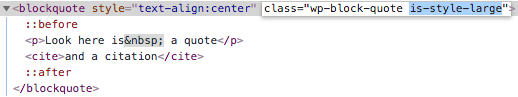 ▼<blockquote style="text-align:center" class="wp-block-quote is-style-large">
::before
<p>Look here is&nbsp; a quote</p>
<cite>and a citation</cite>
::after
</blockquote>